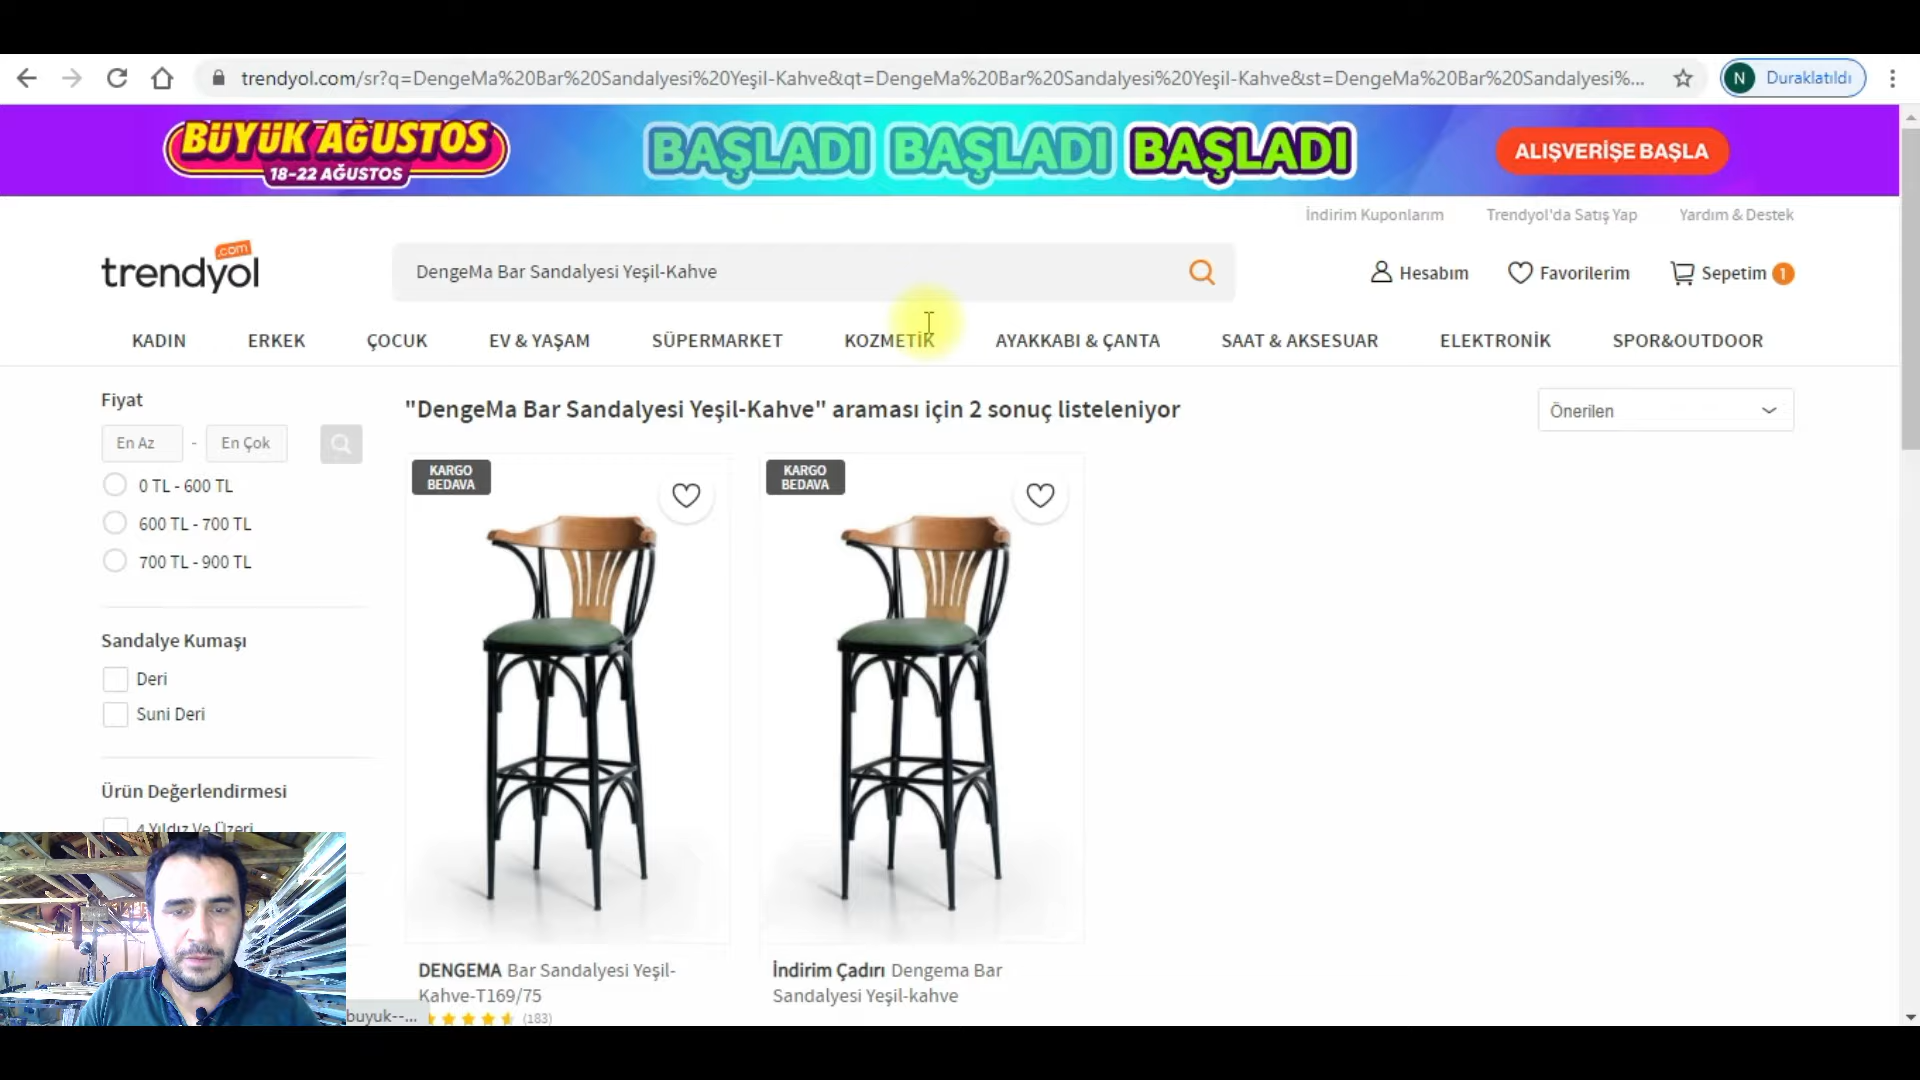 trendyol.com/sr?q=DengeMa%20Bar%20Sandalyesi%20Yeşil-Kahve&qt=DengeMa%20Bar%20Sandalyesi%20Yeşil-Kahve&st=DengeMa%20Bar%20Sandalyesi%...
N Duraklatıldı
BÜYÜK AĞUSTOS
18-22 AĞUSTOS
BAŞLADI BAŞLADI BAŞLADI
ALIŞVERİŞE BAŞLA
İndirim Kuponlarım Trendyol'da Satış Yap Yardım & Destek
trendyol
.com
DengeMa Bar Sandalyesi Yeşil-Kahve
Hesabım Favorilerim Sepetim 1
KADIN ERKEK ÇOCUK EV & YAŞAM SÜPERMARKET KOZMETİK AYAKKABI & ÇANTA SAAT & AKSESUAR ELEKTRONİK SPOR&OUTDOOR
Fiyat
En Az - En Çok
0 TL - 600 TL
600 TL - 700 TL
700 TL - 900 TL
Sandalye Kumaşı
Deri
Suni Deri
Ürün Değerlendirmesi
4 Yıldız Ve Üzeri
"DengeMa Bar Sandalyesi Yeşil-Kahve" araması için 2 sonuç listeleniyor
Önerilen
KARGO
BEDAVA
KARGO
BEDAVA
DENGEMA Bar Sandalyesi Yeşil-
Kahve-T169/75
(183)
İndirim Çadırı Dengema Bar
Sandalyesi Yeşil-kahve
buyuk--...